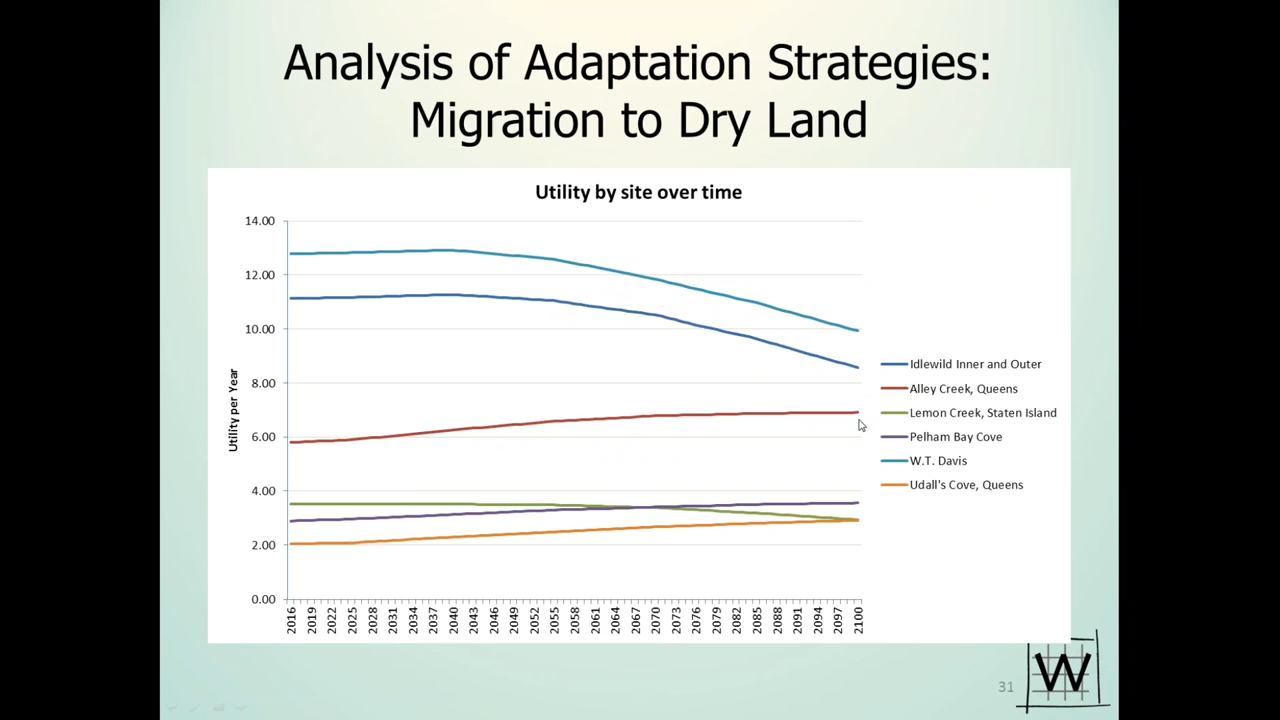 Analysis of Adaptation Strategies:
Migration to Dry Land
Utility by site over time
14.00
12.00
10.00
8.00
6.00
4.00
2.00
0.00
Utility per Year
2016 2019 2022 2025 2028 2031 2034 2037 2040 2043 2046 2049 2052 2055 2058 2061 2064 2067 2070 2073 2076 2079 2082 2085 2088 2091 2094 2097 2100
Idlewild Inner and Outer
Alley Creek, Queens
Lemon Creek, Staten Island
Pelham Bay Cove
W.T. Davis
Udall's Cove, Queens
31
W